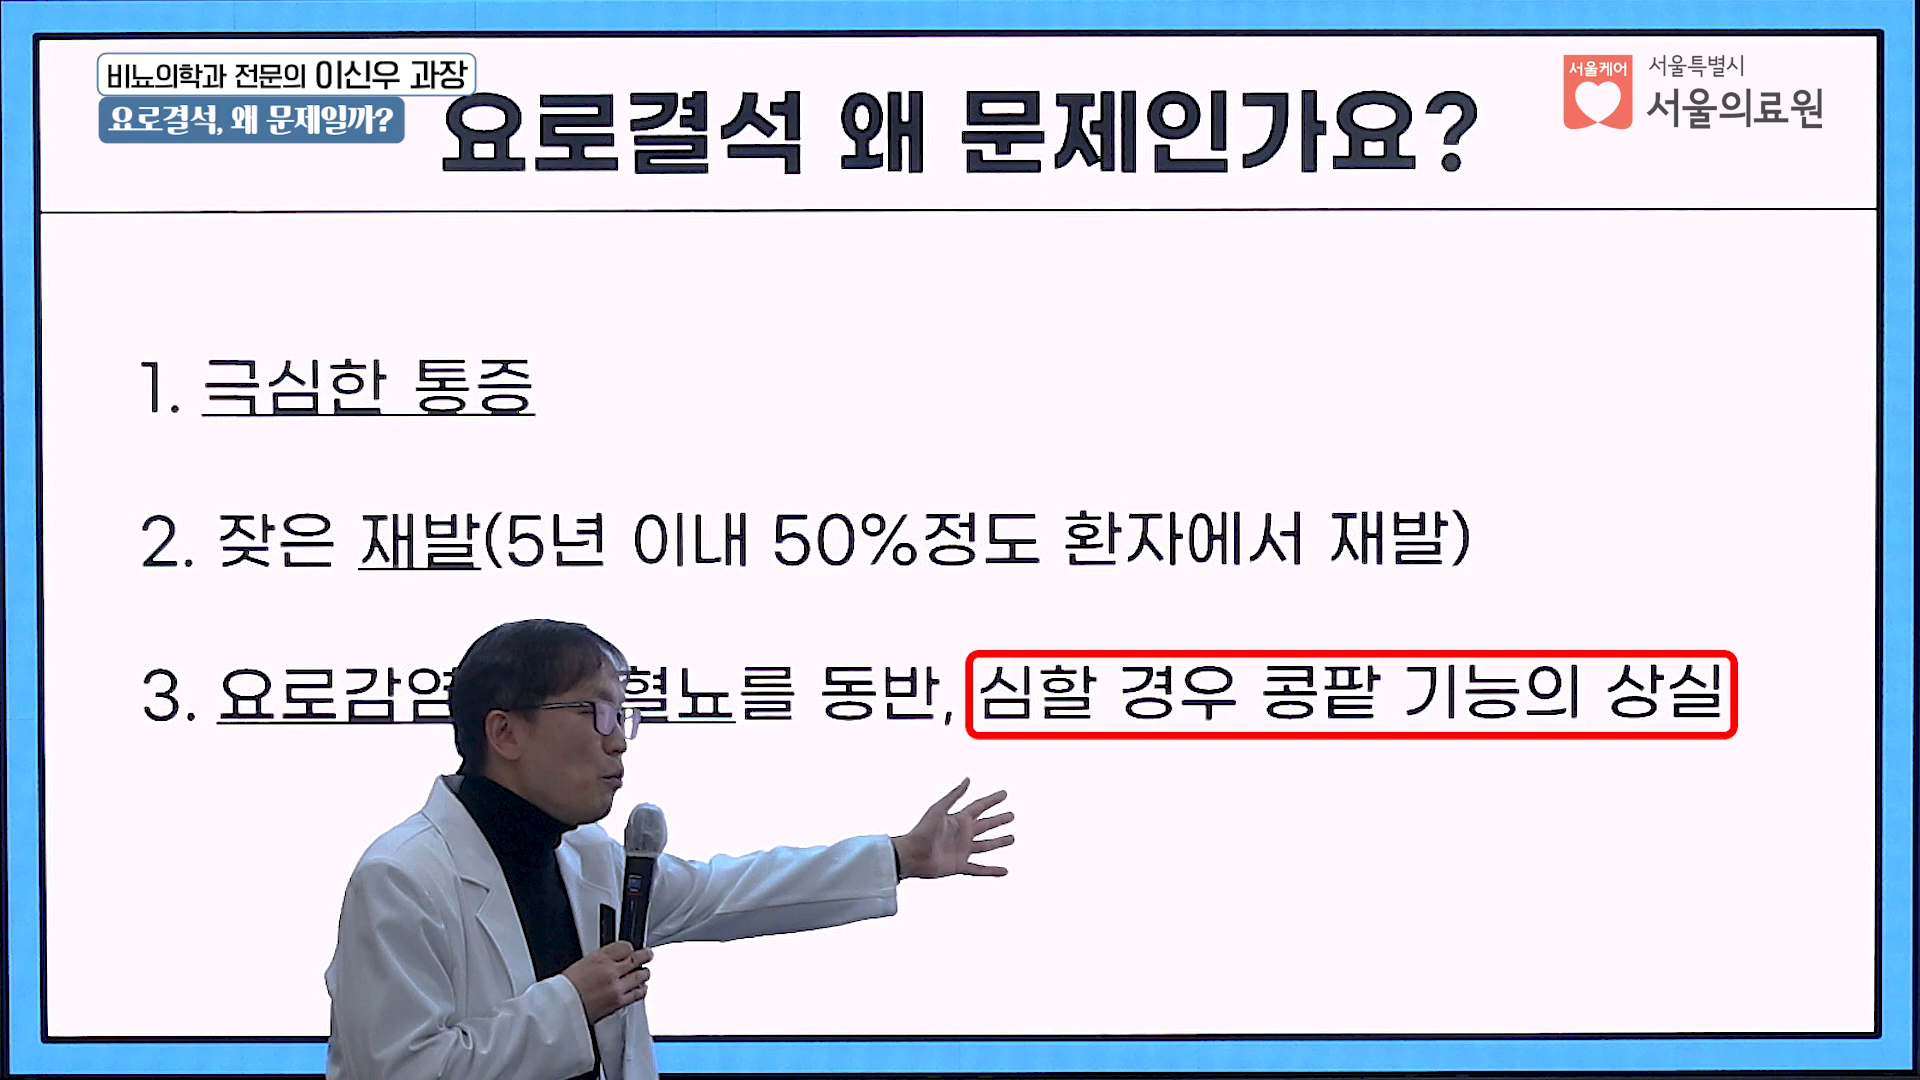 비뇨의학과 전문의 이신우 과장
요로결석, 왜 문제일까?
요로결석 왜 문제인가요?
서울케어
서울특별시
서울의료원
1. 극심한 통증
2. 잦은 재발(5년 이내 50%정도 환자에서 재발)
3. 요로감염 혈뇨를 동반, 심할 경우 콩팥 기능의 상실